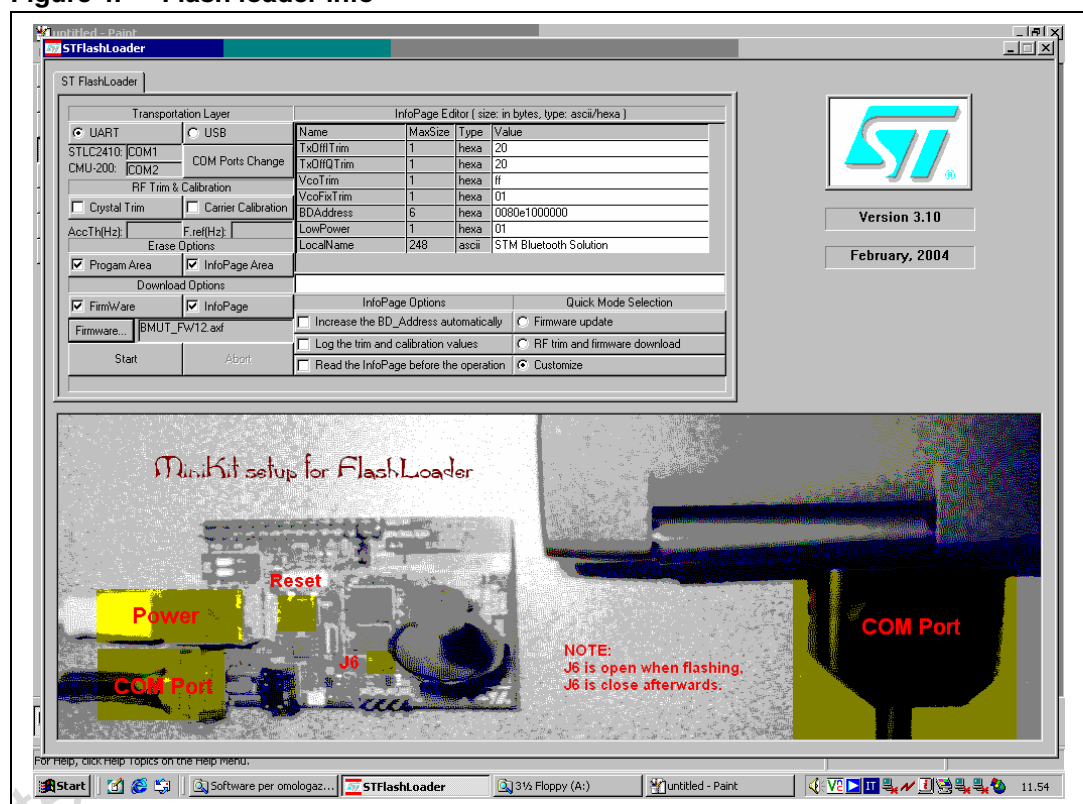 Figure 4. Flash loader info
untitled - Paint
STFlashLoader
ST FlashLoader
Transportation Layer
UART
USB
STLC2410: COM1
CMU-200: COM2
COM Ports Change
RF Trim & Calibration
Crystal Trim
Carrier Calibration
AccTh(Hz):
F.ref(Hz):
Erase Options
Progam Area
InfoPage Area
Download Options
FirmWare
InfoPage
Firmware...
BMUT_FW12.axf
Start
Abort
InfoPage Editor ( size: in bytes, type: ascii/hexa )
Name MaxSize Type Value
TxOffITrim 1 hexa 20
TxOffQTrim 1 hexa 20
VcoTrim 1 hexa ff
VcoFixTrim 1 hexa 01
BDAddress 6 hexa 0080e1000000
LowPower 1 hexa 01
LocalName 248 ascii STM Bluetooth Solution
InfoPage Options
Increase the BD_Address automatically
Log the trim and calibration values
Read the InfoPage before the operation
Quick Mode Selection
Firmware update
RF trim and firmware download
Customize
ST
Version 3.10
February, 2004
MiniKit setup for FlashLoader
Reset
Power
J6
COM Port
NOTE:
J6 is open when flashing,
J6 is close afterwards.
COM Port
For Help, click Help Topics on the Help Menu.
Start
Software per omologaz...
STFlashLoader
3½ Floppy (A:)
untitled - Paint
IT
11.54